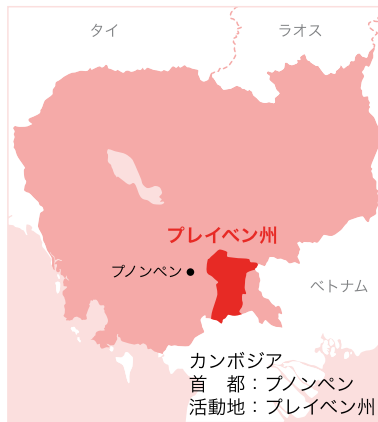 タイ
ラオス
プレイベン州
プノンペン
ベトナム
カンボジア
首　都：プノンペン
活動地：プレイベン州